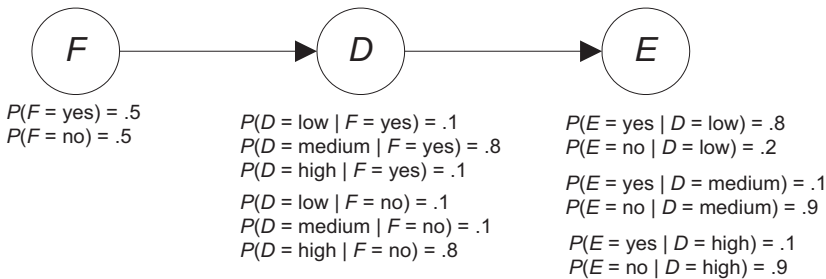 F
D
E
P(F = yes) = .5
P(F = no) = .5
P(D = low | F = yes) = .1
P(D = medium | F = yes) = .8
P(D = high | F = yes) = .1
P(D = low | F = no) = .1
P(D = medium | F = no) = .1
P(D = high | F = no) = .8
P(E = yes | D = low) = .8
P(E = no | D = low) = .2
P(E = yes | D = medium) = .1
P(E = no | D = medium) = .9
P(E = yes | D = high) = .1
P(E = no | D = high) = .9